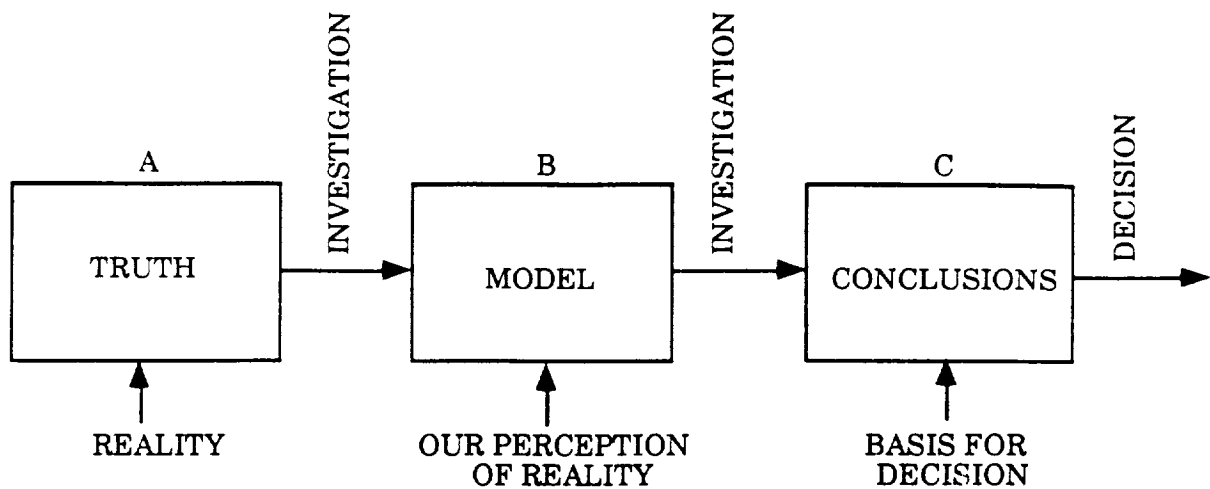 INVESTIGATION
INVESTIGATION
DECISION
A
B
C
TRUTH
MODEL
CONCLUSIONS
REALITY
OUR PERCEPTION
OF REALITY
BASIS FOR
DECISION